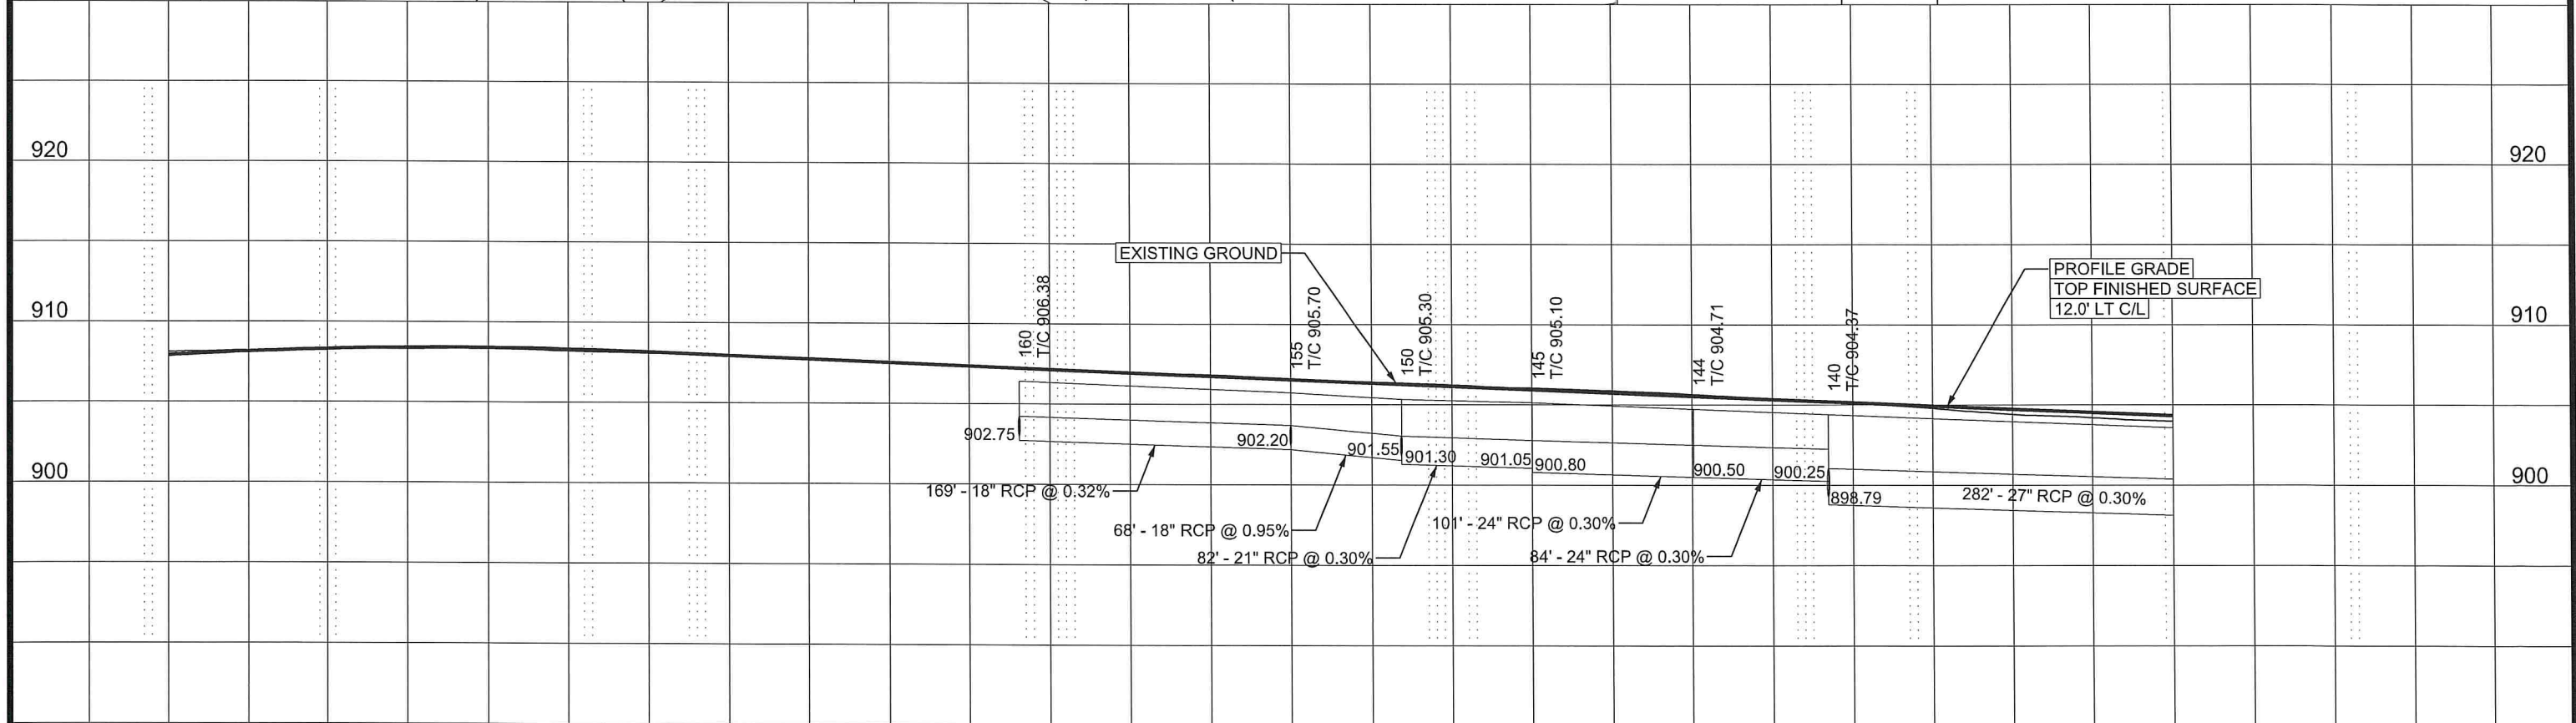 920
920
EXISTING GROUND
PROFILE GRADE
TOP FINISHED SURFACE
12.0' LT C/L
910
910
160
T/C 906.38
155
T/C 905.70
150
T/C 905.30
145
T/C 905.10
144
T/C 904.71
140
T/C 904.37
902.75
902.20
901.55
901.30
901.05
900.80
900.50
900.25
898.79
900
900
169' - 18" RCP @ 0.32%
68' - 18" RCP @ 0.95%
82' - 21" RCP @ 0.30%
101' - 24" RCP @ 0.30%
84' - 24" RCP @ 0.30%
282' - 27" RCP @ 0.30%